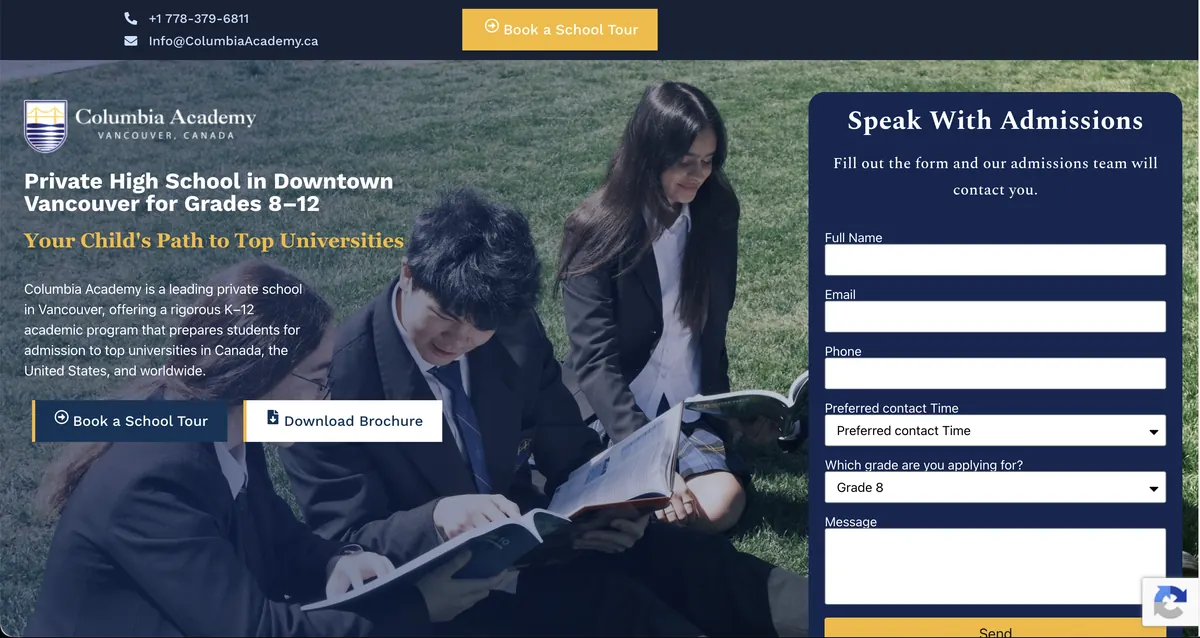 +1 778-379-6811
Info@ColumbiaAcademy.ca
Book a School Tour
Columbia Academy
VANCOUVER, CANADA
Private High School in Downtown
Vancouver for Grades 8–12
Your Child's Path to Top Universities
Columbia Academy is a leading private school
in Vancouver, offering a rigorous K–12
academic program that prepares students for
admission to top universities in Canada, the
United States, and worldwide.
Book a School Tour
Download Brochure
Speak With Admissions
Fill out the form and our admissions team will
contact you.
Full Name
Email
Phone
Preferred contact Time
Preferred contact Time
Which grade are you applying for?
Grade 8
Message
Send